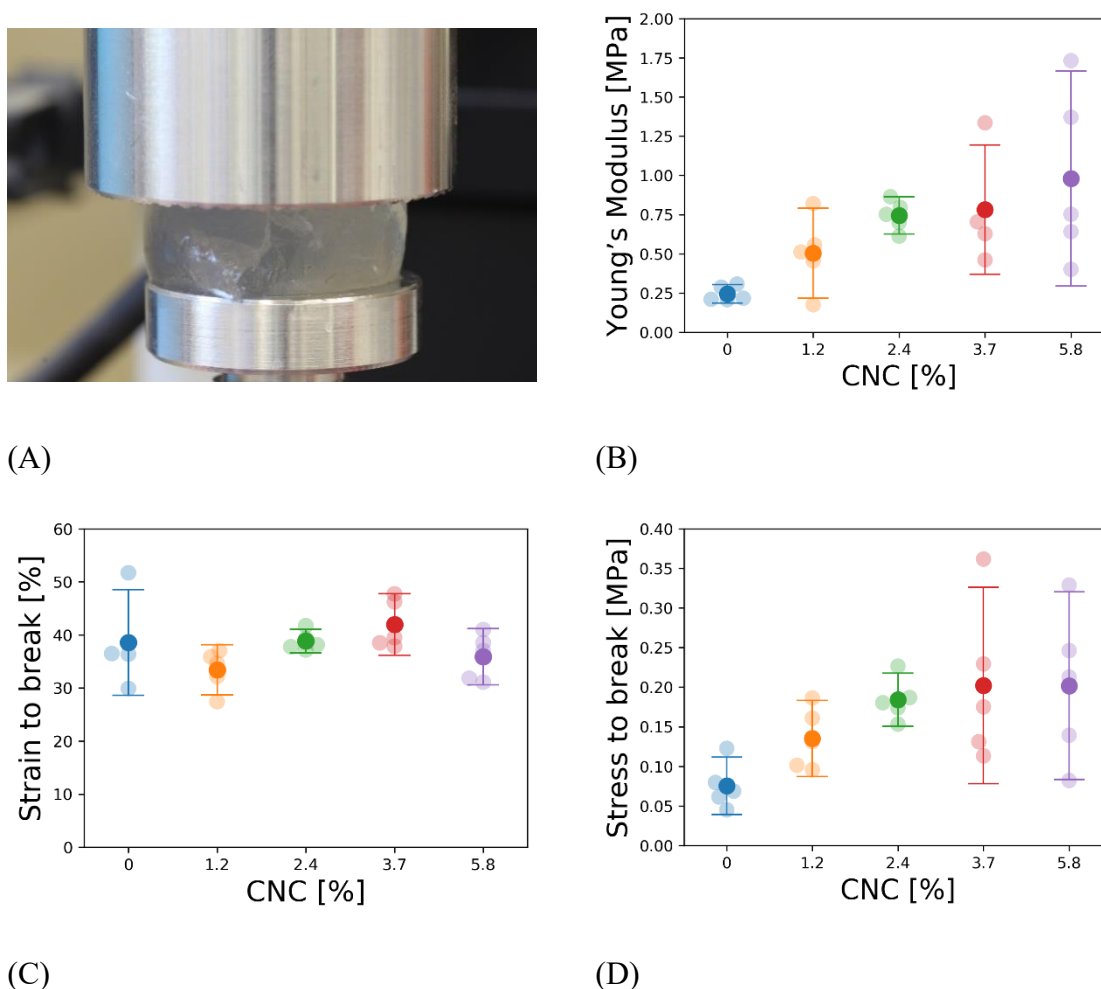 2.00
1.75
1.50
1.25
1.00
0.75
0.50
0.25
0.00
Young's Modulus [MPa]
0 1.2 2.4 3.7 5.8
CNC [%]
(A) (B)
60
50
40
30
20
10
0
Strain to break [%]
0 1.2 2.4 3.7 5.8
CNC [%]
0.40
0.35
0.30
0.25
0.20
0.15
0.10
0.05
0.00
Stress to break [MPa]
0 1.2 2.4 3.7 5.8
CNC [%]
(C) (D)